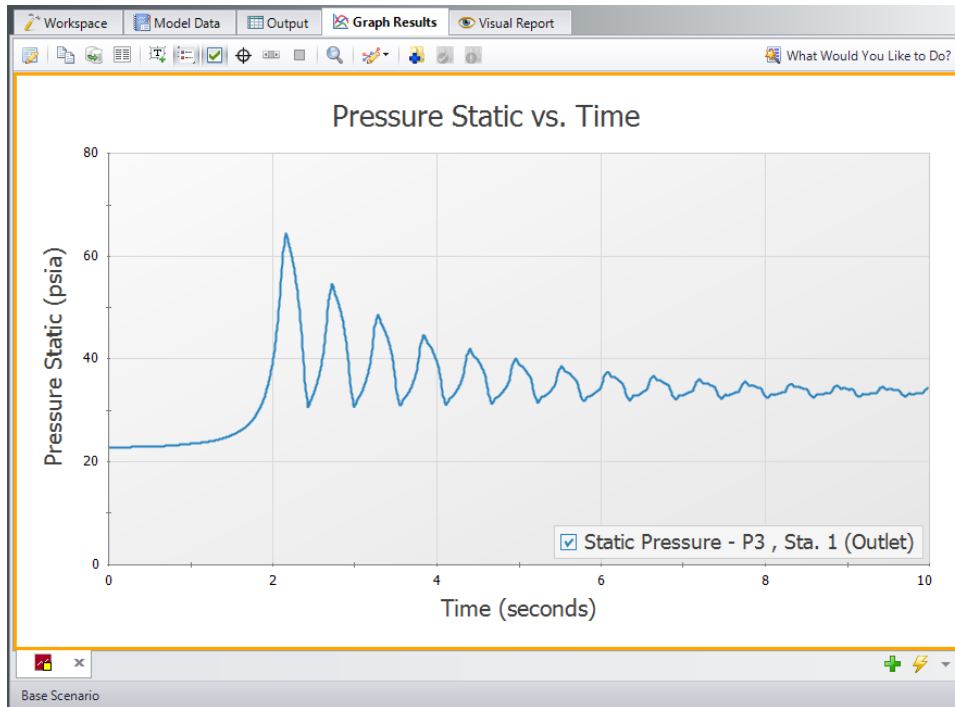 Workspace Model Data Output Graph Results Visual Report
What Would You Like to Do?
Pressure Static vs. Time
Pressure Static (psia)
80
60
40
20
0
Static Pressure - P3 , Sta. 1 (Outlet)
0 2 4 6 8 10
Time (seconds)
Base Scenario